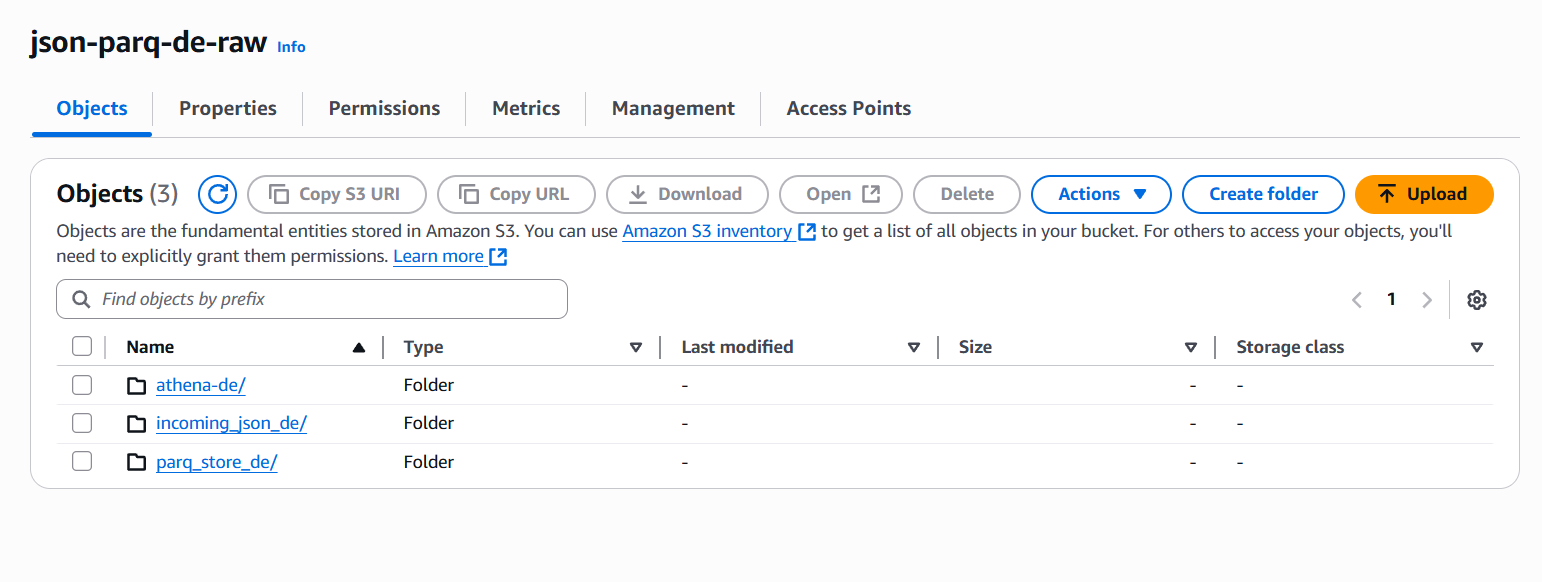 json-parq-de-raw Info
Objects Properties Permissions Metrics Management Access Points
Objects (3) Copy S3 URI Copy URL Download Open Delete Actions Create folder Upload
Objects are the fundamental entities stored in Amazon S3. You can use Amazon S3 inventory to get a list of all objects in your bucket. For others to access your objects, you'll
need to explicitly grant them permissions. Learn more
Find objects by prefix 1
Name Type Last modified Size Storage class
athena-de/ Folder - - -
incoming_json_de/ Folder - - -
parq_store_de/ Folder - - -